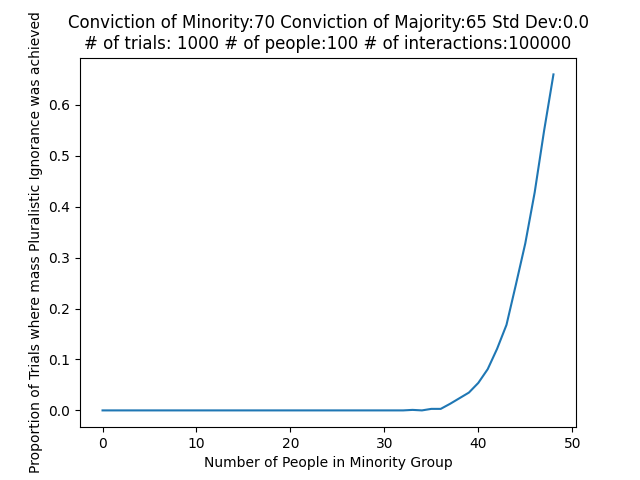 Conviction of Minority:70 Conviction of Majority:65 Std Dev:0.0
# of trials: 1000 # of people:100 # of interactions:100000
Proportion of Trials where mass Pluralistic Ignorance was achieved
0.6
0.5
0.4
0.3
0.2
0.1
0.0
0 10 20 30 40 50
Number of People in Minority Group